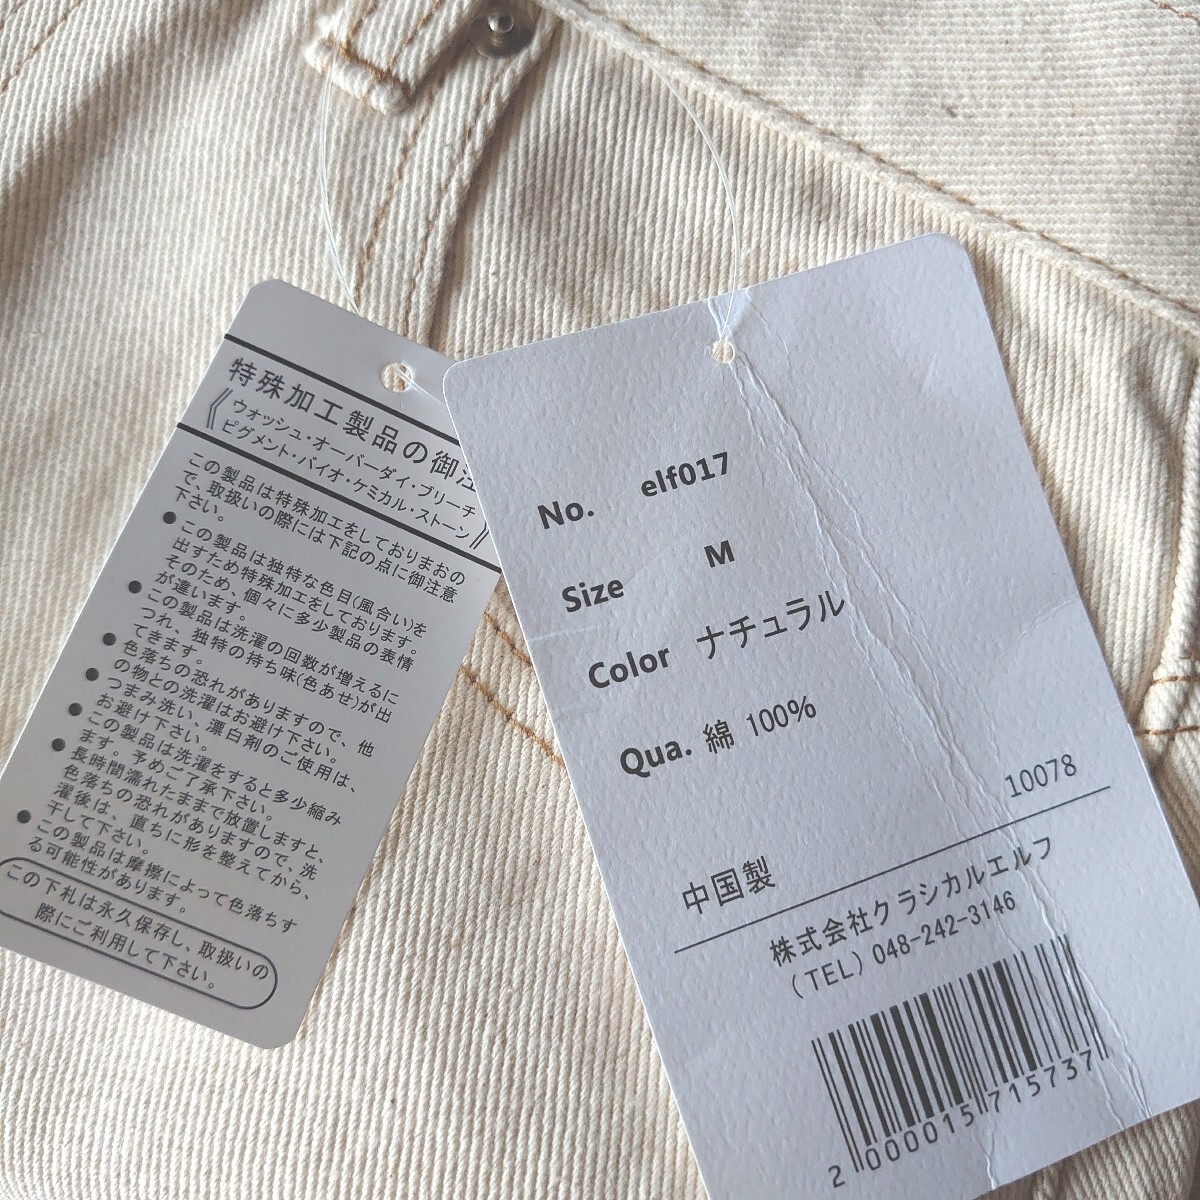 特殊加工製品の御注
《ウォッシュ・オーバーダイ・ブリーチ
ピグメント・バイオ・ケミカル・ストーン》
この製品は特殊加工をしておりまおの
で、取扱いの際には下記の点に御注意
下さい。
●この製品は独特な色目(風合い)を
出すため特殊加工をしております。
そのため、個々に多少製品の表情
が違います。
●この製品は洗濯の回数が増えるに
つれ、独特の持ち味(色あせ)が出
てきます。
●色落ちの恐れがありますので、他
の物との洗濯はお避け下さい。
●つまみ洗い、漂白剤のご使用は、
お避け下さい。
●この製品は洗濯をすると多少縮み
ます。予めご了承下さい。
●長時間濡れたままで放置しますと、
色落ちの恐れがありますので、洗
濯後は、直ちに形を整えてから、
干して下さい。
●この製品は摩擦によって色落ちす
る可能性があります。
この下札は永久保存し、取扱いの
際にご利用して下さい。
No. elf017
Size M
Color ナチュラル
Qua. 綿 100%
10078
中国製
株式会社クラシカルエルフ
(TEL) 048-242-3146
2000015715737